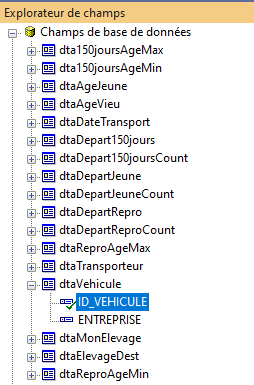 Explorateur de champs
Champs de base de données
dta150joursAgeMax
dta150joursAgeMin
dtaAgeJeune
dtaAgeVieu
dtaDateTransport
dtaDepart150jours
dtaDepart150joursCount
dtaDepartJeune
dtaDepartJeuneCount
dtaDepartRepro
dtaDepartReproCount
dtaReproAgeMax
dtaTransporteur
dtaVehicule
ID_VEHICULE
ENTREPRISE
dtaMonElevage
dtaElevageDest
dtaReproAgeMin